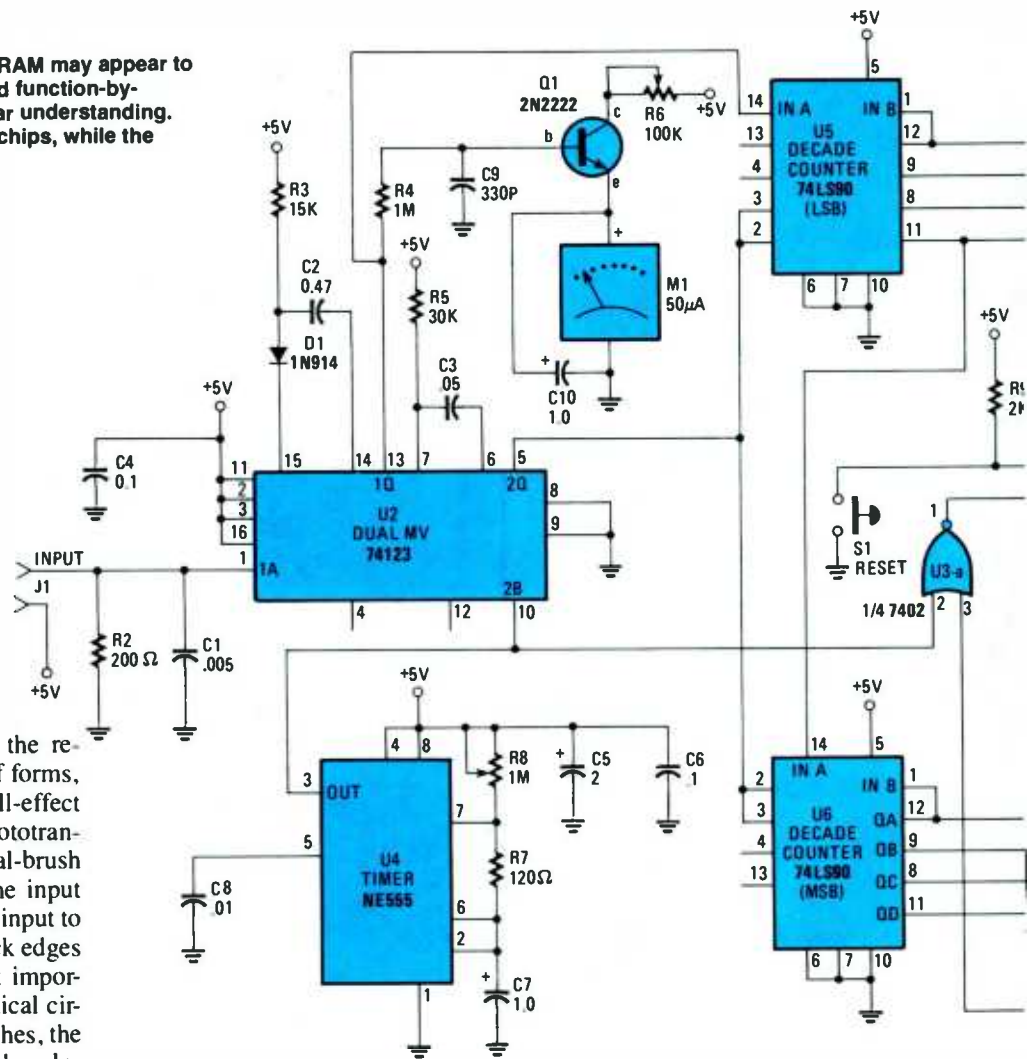 RAM may appear to
d function-by-
ar understanding.
chips, while the
+5V
R3
15K
C2
0.47
D1
1N914
R4
1M
C9
330P
+5V
R5
30K
C3
.05
Q1
2N2222
b
c
e
R6
100K
+5V
+
M1
50µA
+
C10
1.0
+5V
5
14
IN A
IN B
1
13
U5
12
4
DECADE
COUNTER
9
3
74LS90
8
2
(LSB)
11
6
7
10
+5V
+5V
C4
0.1
15
14
13
7
6
5
11
2
3
16
1
1Q
2Q
8
9
U2
DUAL MV
74123
1A
2B
4
12
10
INPUT
J1
+5V
R2
200 Ω
C1
.005
1
S1
RESET
U3-a
1/4 7402
2
3
+5V
4
8
3
OUT
R8
1M
+
C5
2
C6
.1
7
5
U4
TIMER
NE555
R7
120Ω
C8
.01
6
2
1
+
C7
1.0
+5V
14
5
IN A
2
IN B
1
3
U6
QA
12
4
DECADE
COUNTER
QB
9
13
74LS90
QC
8
(MSB)
QD
11
6
7
10
the re-
f forms,
ll-effect
ototran-
al-brush
ne input
input to
ck edges
impor-
ical cir-
hes, the